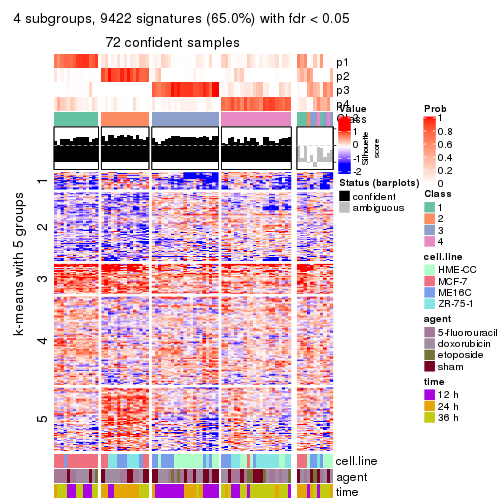 4 subgroups, 9422 signatures (65.0%) with fdr < 0.05
72 confident samples
p1
p2
p3
p4
Class
k-means with 5 groups
1
2
3
4
5
Silhouette
score
cell.line
agent
time
Value
1
0
-1
-2
Status (barplots)
confident
ambiguous
Prob
1
0.8
0.6
0.4
0.2
0
Class
1
2
3
4
cell.line
HME-CC
MCF-7
ME16C
ZR-75-1
agent
5-fluorouracil
doxorubicin
etoposide
sham
time
12 h
24 h
36 h